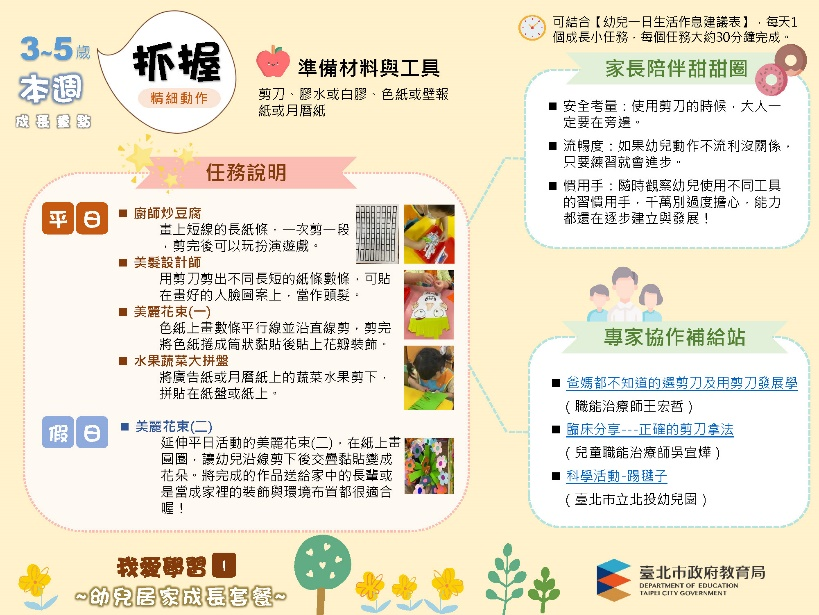 3~5歲
本週
成長重點
抓握
精細動作
準備材料與工具
剪刀、膠水或白膠、色紙或壁報
紙或月曆紙
可結合【幼兒一日生活作息建議表】，每天1
個成長小任務，每個任務大約30分鐘完成。
家長陪伴甜甜圈
■ 安全考量：使用剪刀的時候，大人一
定要在旁邊。
■ 流暢度：如果幼兒動作不流利沒關係，
只要練習就會進步。
■ 慣用手：隨時觀察幼兒使用不同工具
的習慣用手，千萬別過度擔心，能力
都還在逐步建立與發展！
任務說明
平日
■ 廚師炒豆腐
畫上短線的長紙條，一次剪一段
，剪完後可以玩扮演遊戲。
■ 美髮設計師
用剪刀剪出不同長短的紙條數條，可貼
在畫好的人臉圖案上，當作頭髮。
■ 美麗花束(一)
色紙上畫數條平行線並沿直線剪，剪完
將色紙捲成筒狀黏貼後貼上花瓣裝飾。
■ 水果蔬菜大拼盤
將廣告紙或月曆紙上的蔬菜水果剪下，
拼貼在紙盤或紙上。
假日
■ 美麗花束(二)
延伸平日活動的美麗花束(二)，在紙上畫
圓圈，讓幼兒沿線剪下後交疊黏貼變成
花朵。將完成的作品送給家中的長輩或
是當成家裡的裝飾與環境布置都很適合
喔！
專家協作補給站
■ 爸媽都不知道的選剪刀及用剪刀發展學
（職能治療師王宏哲）
■ 臨床分享---正確的剪刀拿法
（兒童職能治療師吳宜燁）
■ 科學活動-踢毽子
（臺北市立北投幼兒園）
我愛學習1
~幼兒居家成長套餐~
臺北市政府教育局
DEPARTMENT OF EDUCATION
TAIPEI CITY GOVERNMENT